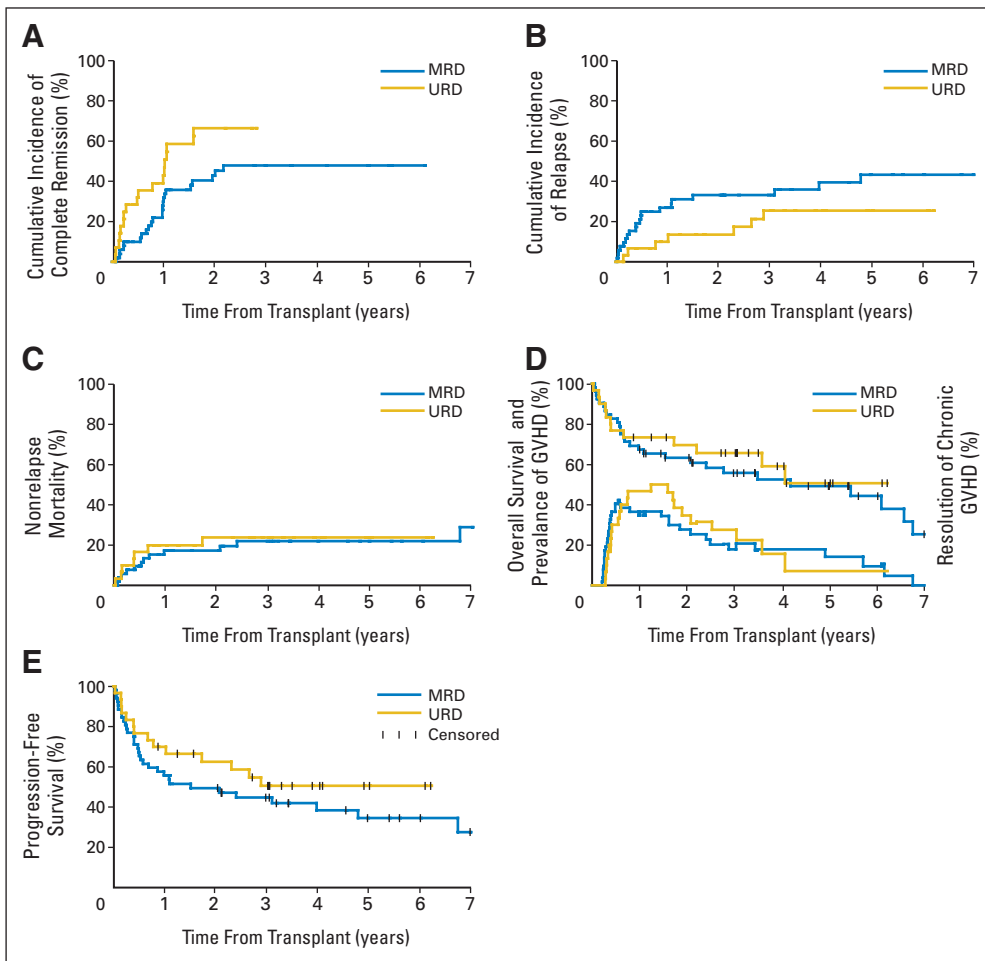 A
Cumulative Incidence of
Complete Remission (%)
100
80
60
40
20
0
1
2
3
4
5
6
7
Time From Transplant (years)
MRD
URD
B
Cumulative Incidence
of Relapse (%)
100
80
60
40
20
0
1
2
3
4
5
6
7
Time From Transplant (years)
MRD
URD
C
Nonrelapse
Mortality (%)
100
80
60
40
20
0
1
2
3
4
5
6
7
Time From Transplant (years)
MRD
URD
D
Overall Survival and
Prevalance of GVHD (%)
100
80
60
40
20
0
1
2
3
4
5
6
7
Time From Transplant (years)
MRD
URD
Resolution of Chronic
GVHD (%)
E
Progression-Free
Survival (%)
100
80
60
40
20
0
1
2
3
4
5
6
7
Time From Transplant (years)
MRD
URD
Censored